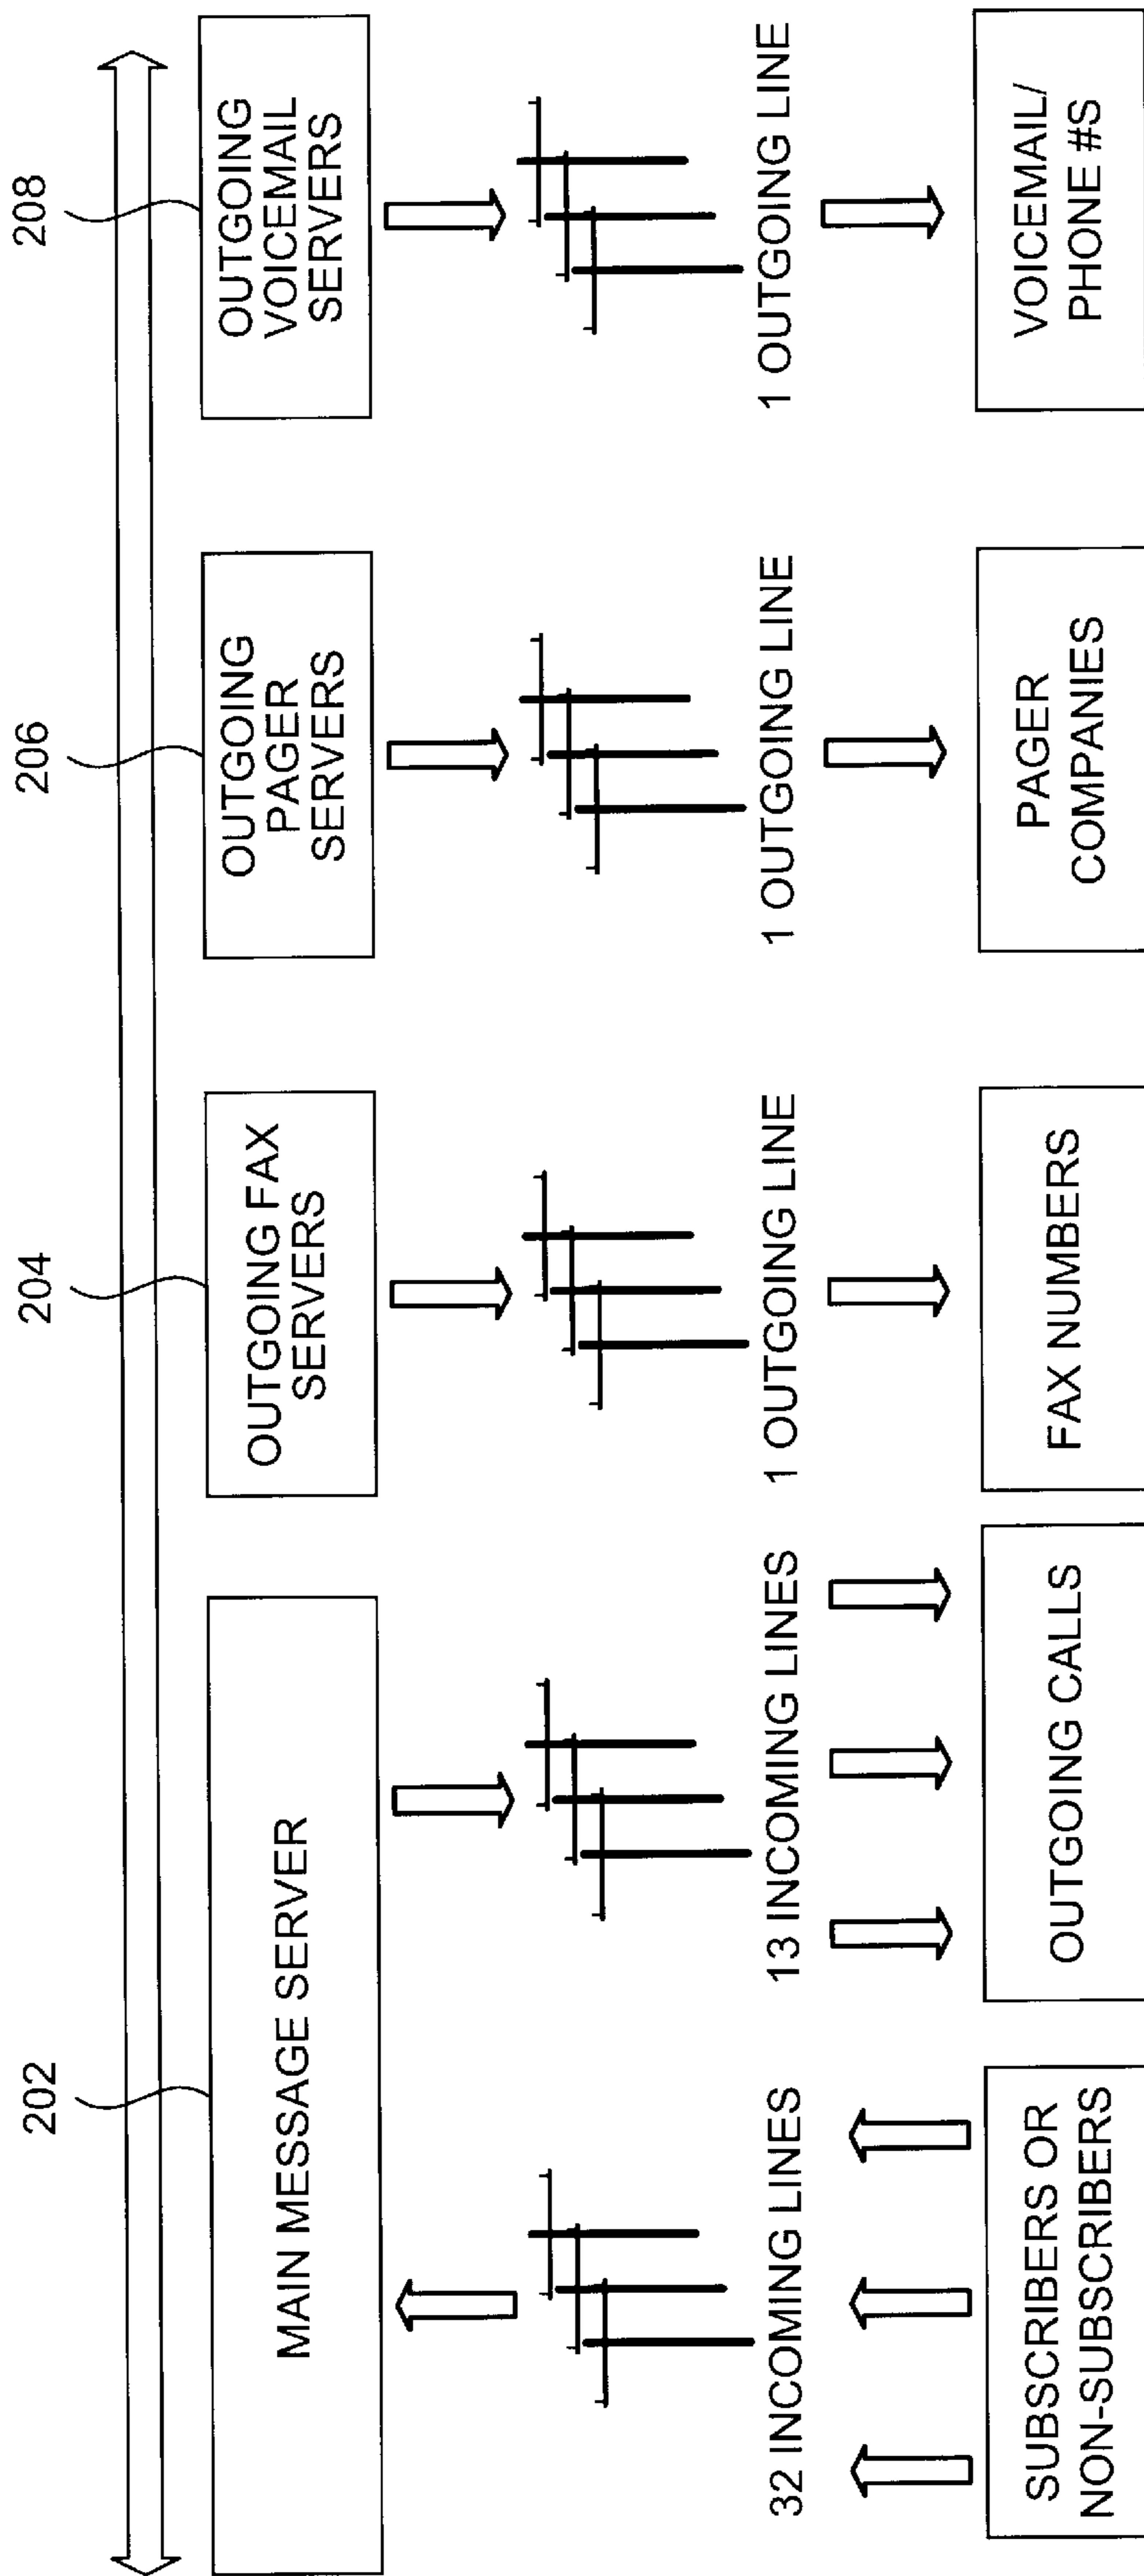 202
204
206
208
MAIN MESSAGE SERVER
OUTGOING FAX
SERVERS
OUTGOING
PAGER
SERVERS
OUTGOING
VOICEMAIL
SERVERS
32 INCOMING LINES
13 INCOMING LINES
1 OUTGOING LINE
1 OUTGOING LINE
1 OUTGOING LINE
SUBSCRIBERS OR
NON-SUBSCRIBERS
OUTGOING CALLS
FAX NUMBERS
PAGER
COMPANIES
VOICEMAIL/
PHONE #S